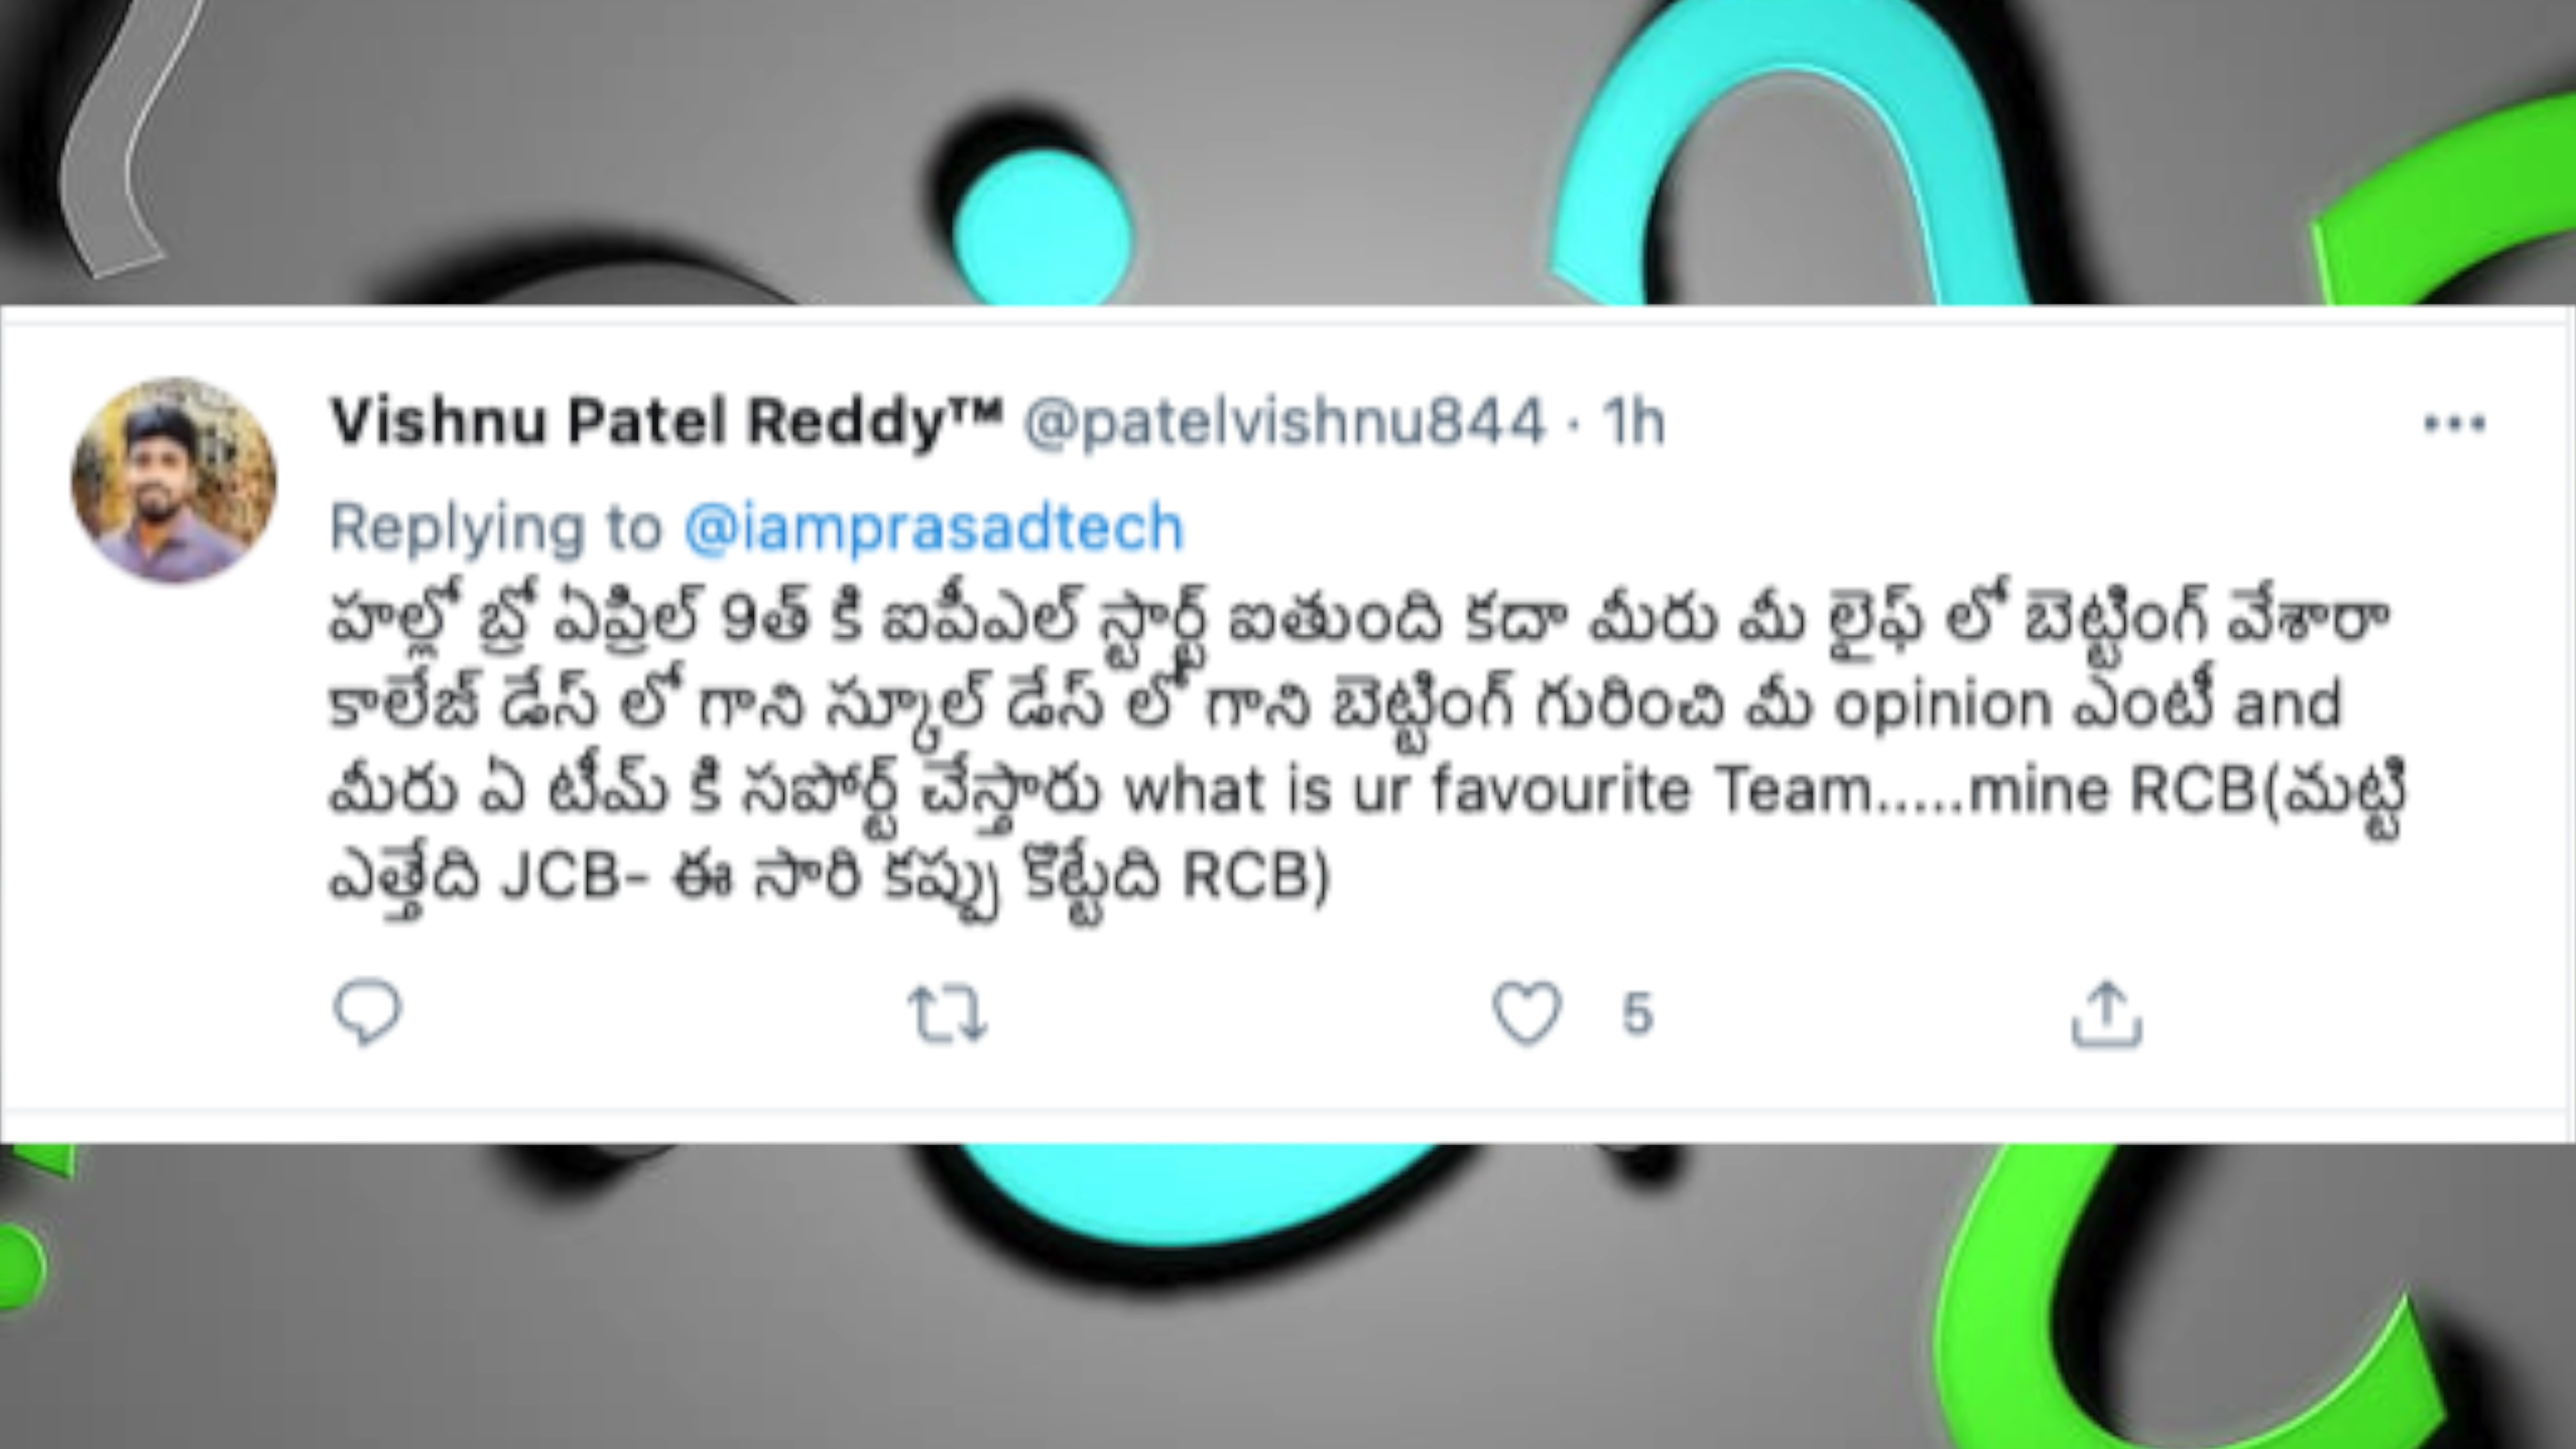 Vishnu Patel Reddy™ @patelvishnu844 · 1h
Replying to @iamprasadtech
హల్లో బ్రో ఏప్రిల్ 9త్ కి ఐపీఎల్ స్టార్ట్ ఐతుంది కదా మీరు మీ లైఫ్ లో బెట్టింగ్ వేశారా
కాలేజ్ డేస్ లో గాని స్కూల్ డేస్ లో గాని బెట్టింగ్ గురించి మీ opinion ఎంటీ and
మీరు ఏ టీమ్ కి సపోర్ట్ చేస్తారు what is ur favourite Team.....mine RCB(మట్టి
ఎత్తేది JCB- ఈ సారి కప్పు కొట్టేది RCB)
5